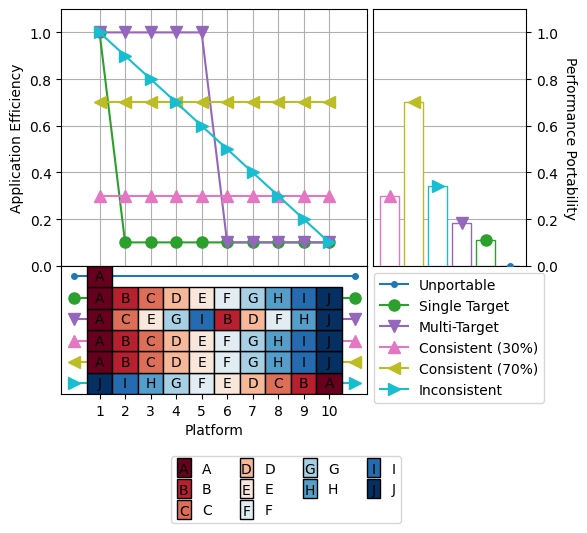 1.0
0.8
0.6
0.4
0.2
0.0
Application Efficiency
1.0
0.8
0.6
0.4
0.2
0.0
Performance Portability
A
A B C D E F G H I J
A C E G I B D F H J
A B C D E F G H I J
A B C D E F G H I J
J I H G F E D C B A
1 2 3 4 5 6 7 8 9 10
Platform
Unportable
Single Target
Multi-Target
Consistent (30%)
Consistent (70%)
Inconsistent
A A D D G G I I
B B E E H H J J
C C F F